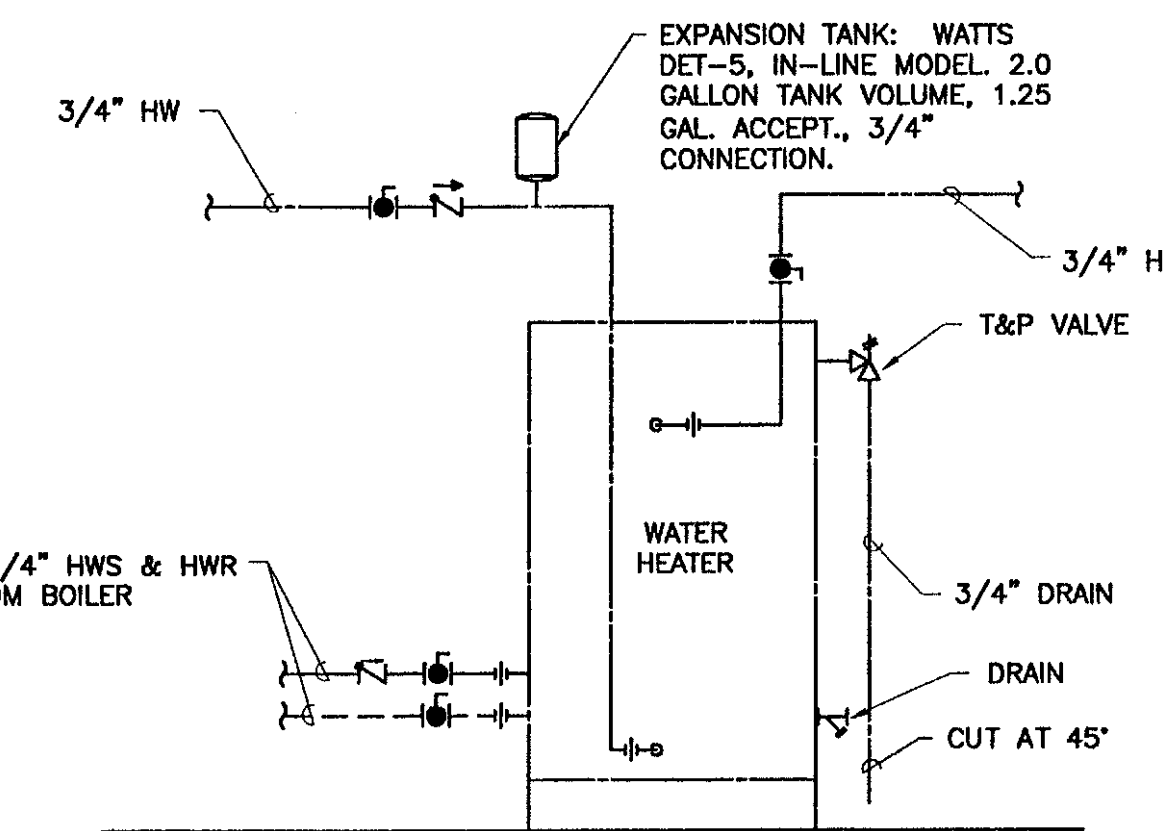 EXPANSION TANK: WATTS
DET-5, IN-LINE MODEL. 2.0
GALLON TANK VOLUME, 1.25
GAL. ACCEPT., 3/4"
CONNECTION.
3/4" HW
3/4" H
T&P VALVE
WATER
HEATER
/4" HWS & HWR
OM BOILER
3/4" DRAIN
DRAIN
CUT AT 45°